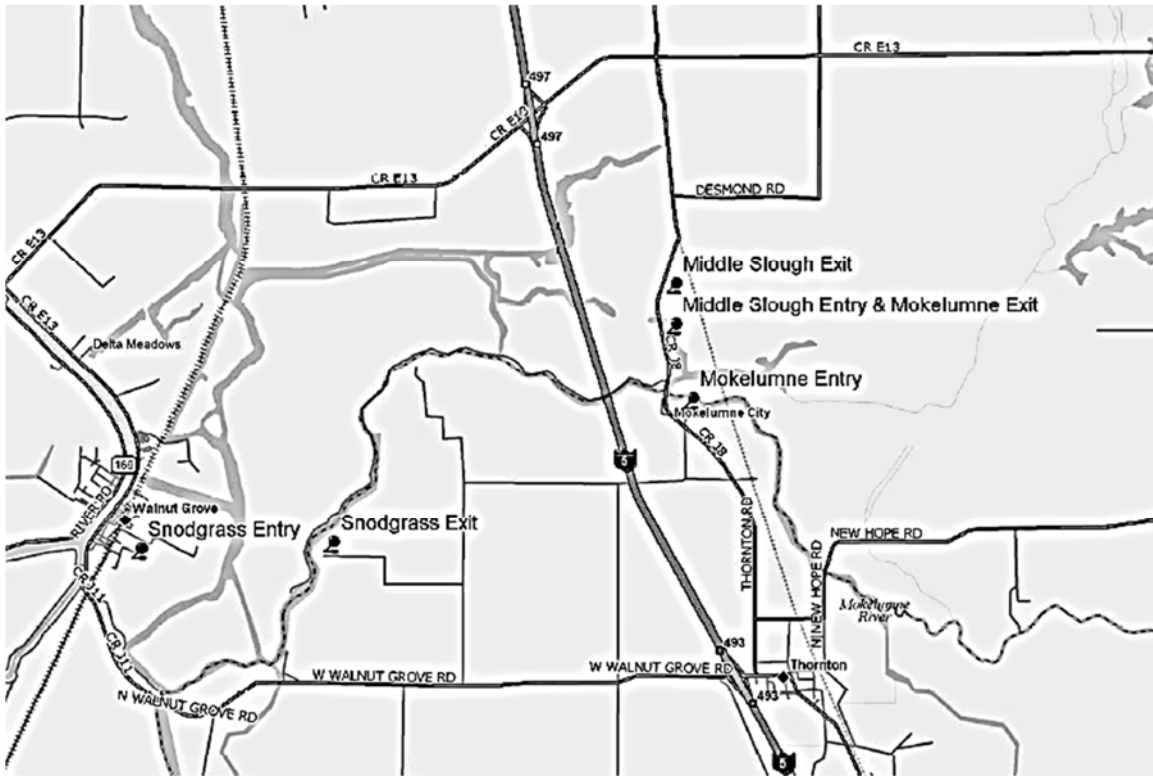 CR E13
497
CR E13
497
CR E13
DESMOND RD
CR E13
Middle Slough Exit
CR E13
Middle Slough Entry & Mokelumne Exit
Delta Meadows
CR J8
Mokelumne Entry
Mokelumne City
CR J8
160
5
RIVER RD
Walnut Grove
Snodgrass Entry
Snodgrass Exit
THORNTON RD
NEW HOPE RD
N NEW HOPE RD
CR J11
Mokelumne
River
CR J11
493
W WALNUT GROVE RD
Thornton
W WALNUT GROVE RD
N WALNUT GROVE RD
493
5